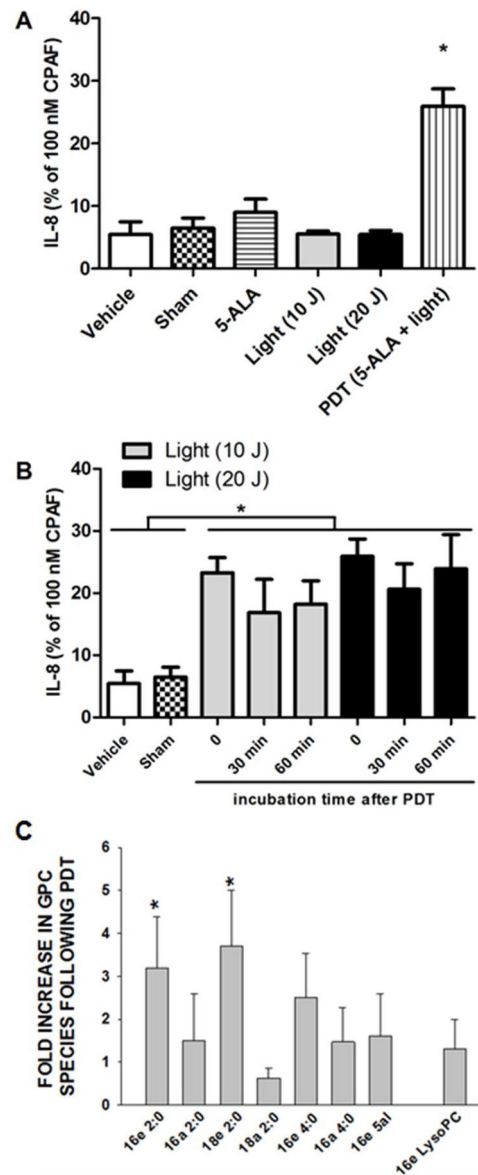 A
IL-8 (% of 100 nM CPAF)
40
30
20
10
0
*
Vehicle
Sham
5-ALA
Light (10 J)
Light (20 J)
PDT (5-ALA + light)
Light (10 J)
Light (20 J)
B
IL-8 (% of 100 nM CPAF)
40
30
20
10
0
*
Vehicle
Sham
0
30 min
60 min
0
30 min
60 min
incubation time after PDT
C
FOLD INCREASE IN GPC
SPECIES FOLLOWING PDT
6
5
4
3
2
1
0
*
*
16e 2:0
16a 2:0
18e 2:0
18a 2:0
16e 4:0
16a 4:0
16e 5al
16e LysoPC